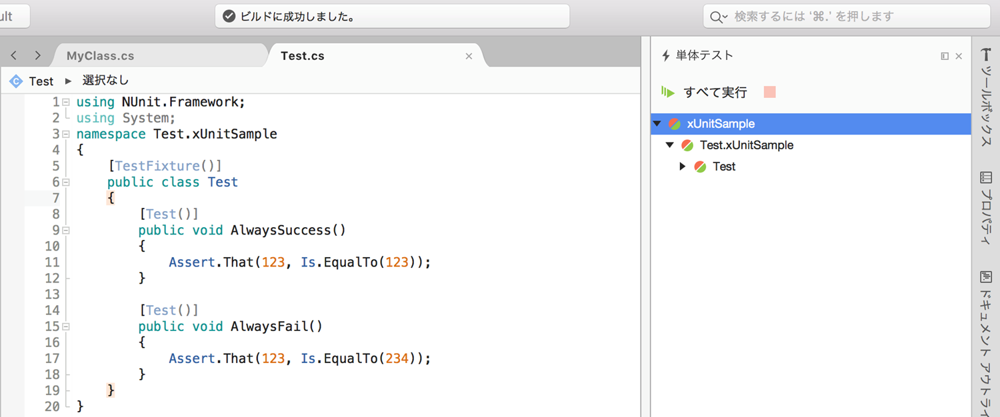 ult
ビルドに成功しました。
検索するには '⌘.' を押します
MyClass.cs
Test.cs
Test ▶ 選択なし
1 using NUnit.Framework;
2 using System;
3 namespace Test.xUnitSample
4 {
5 [TestFixture()]
6 public class Test
7 {
8 [Test()]
9 public void AlwaysSuccess()
10 {
11 Assert.That(123, Is.EqualTo(123));
12 }
13
14 [Test()]
15 public void AlwaysFail()
16 {
17 Assert.That(123, Is.EqualTo(234));
18 }
19 }
20 }
単体テスト
すべて実行
xUnitSample
Test.xUnitSample
Test
ツールボックス
プロパティ
ドキュメント アウトライ